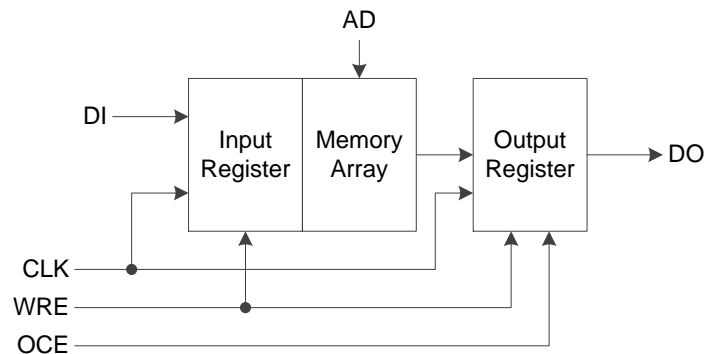 AD
DI
Input
Register
Memory
Array
Output
Register
DO
CLK
WRE
OCE